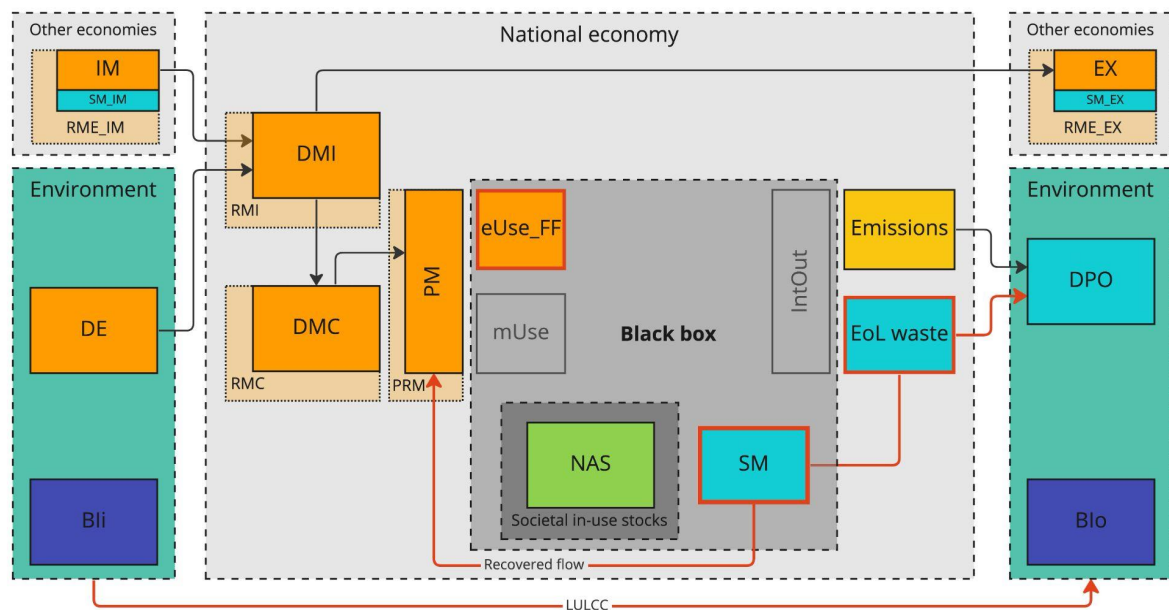 Other economies
National economy
Other economies
IM
SM_IM
RME_IM
EX
SM_EX
RME_EX
DMI
RMI
Environment
Environment
eUse_FF
Emissions
IntOut
PM
PRM
DE
DMC
RMC
mUse
Black box
EoL waste
DPO
NAS
Societal in-use stocks
SM
BIi
BIo
Recovered flow
LULCC